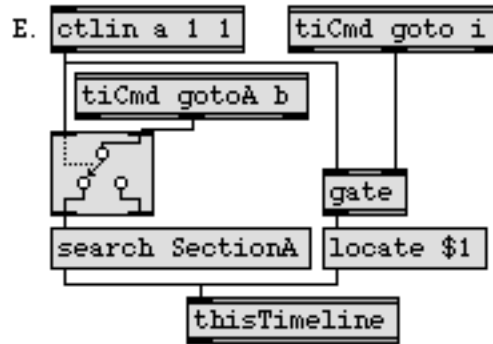 E. ctlin a 1 1 tiCmd goto i
tiCmd gotoA b
gate
search SectionA locate $1
thisTimeline